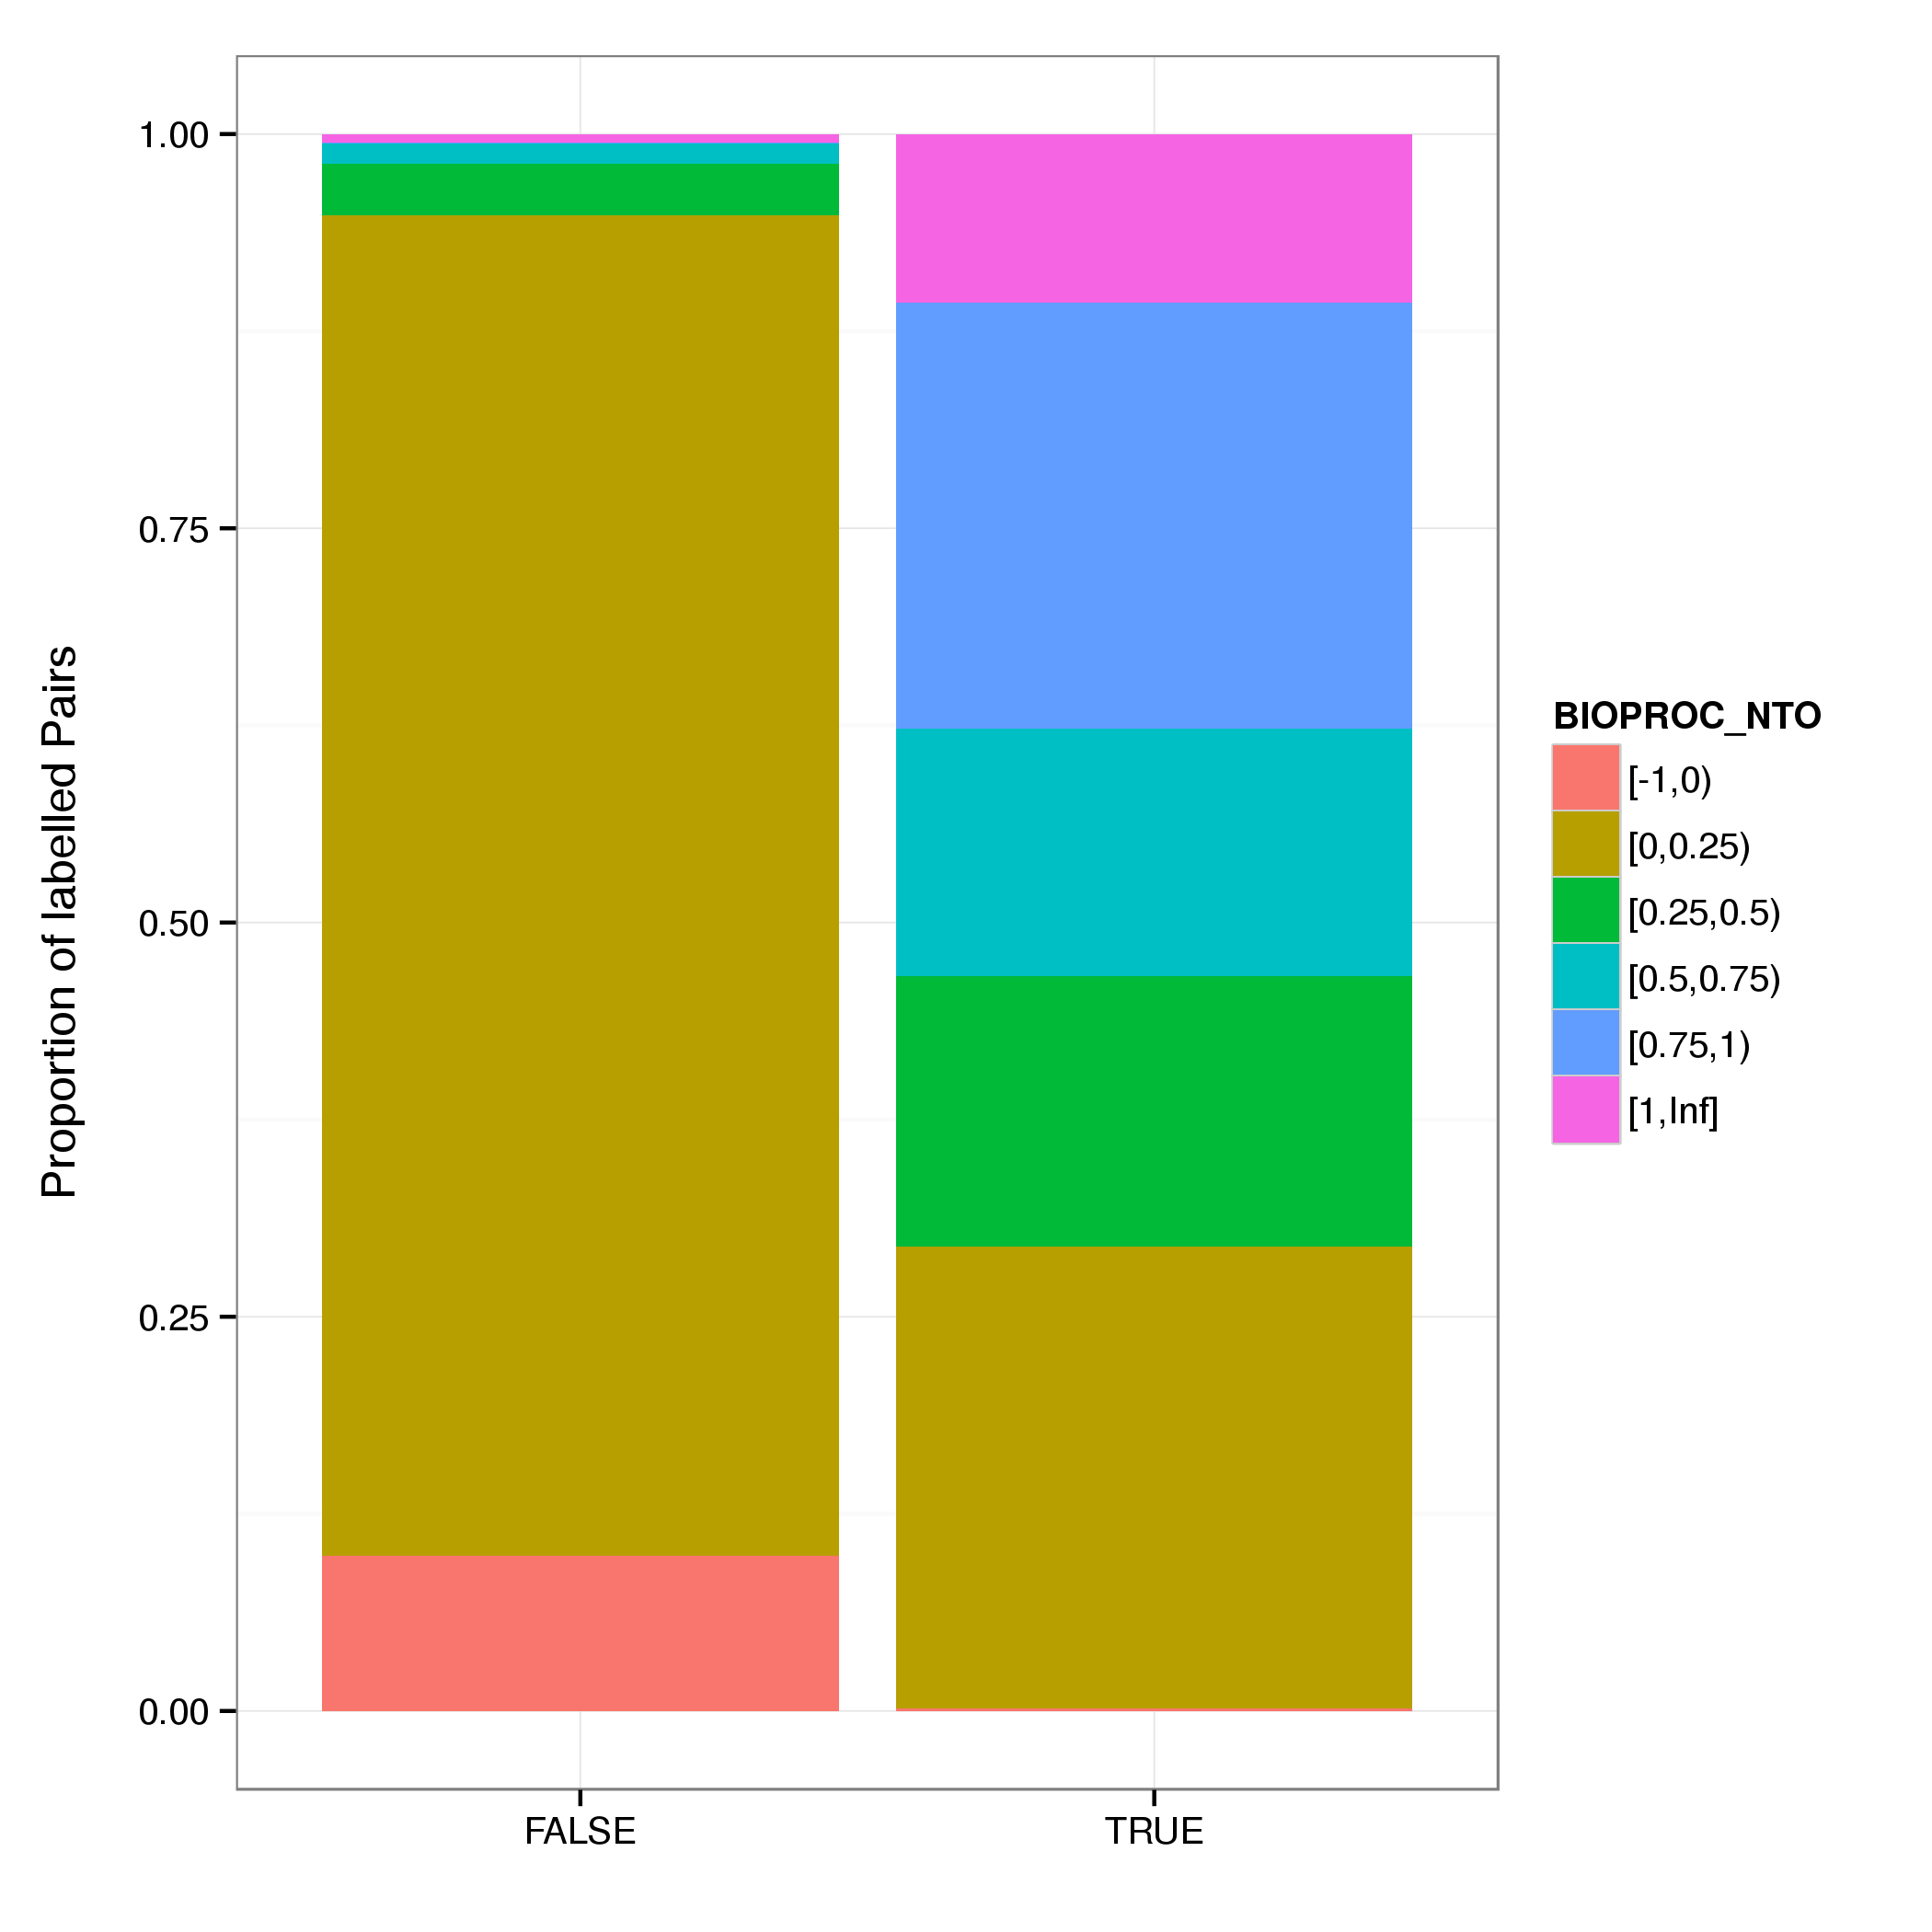 Proportion of labelled Pairs
1.00
0.75
0.50
0.25
0.00
FALSE
TRUE
BIOPROC_NTO
[-1,0)
[0,0.25)
[0.25,0.5)
[0.5,0.75)
[0.75,1)
[1,Inf]